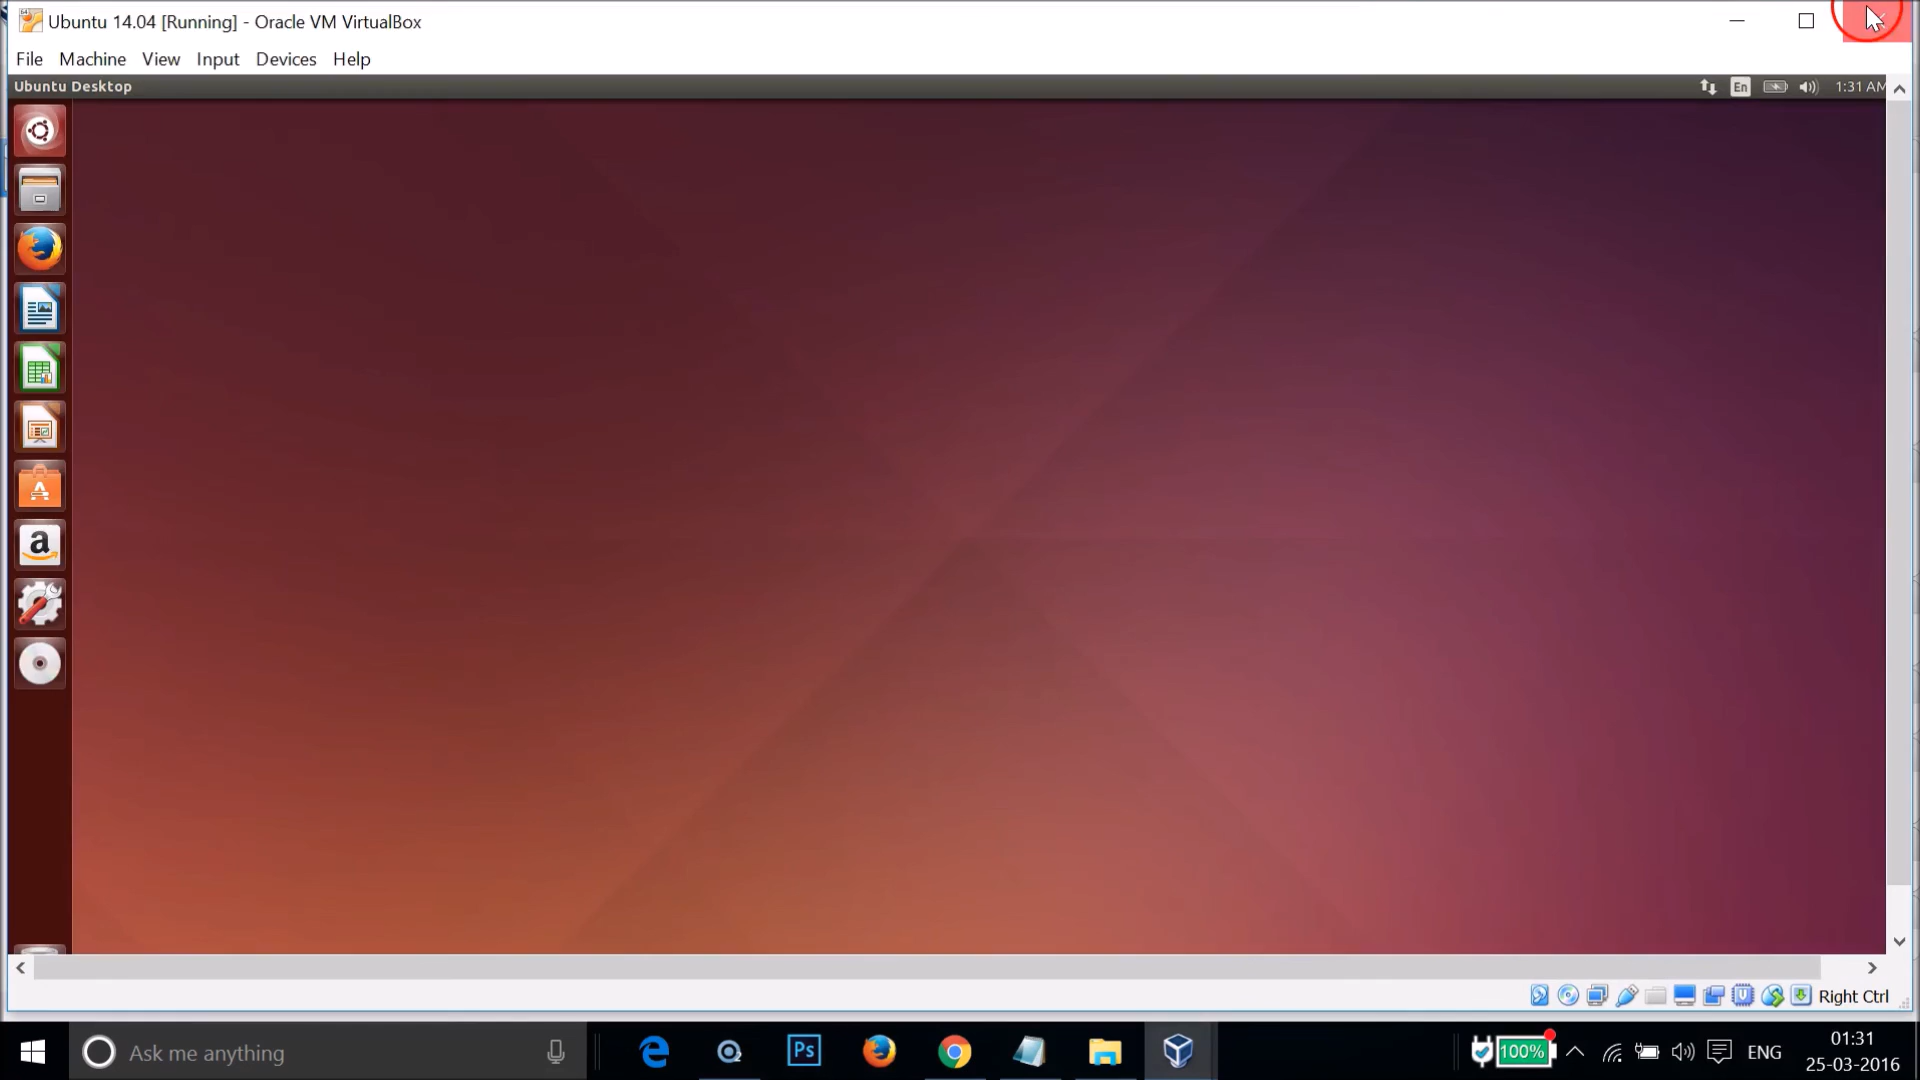 Ubuntu 14.04 [Running] - Oracle VM VirtualBox
File Machine View Input Devices Help
Ubuntu Desktop
En
1:31 AM
a
Right Ctrl
Ask me anything
Ps
100%
ENG
01:31
25-03-2016